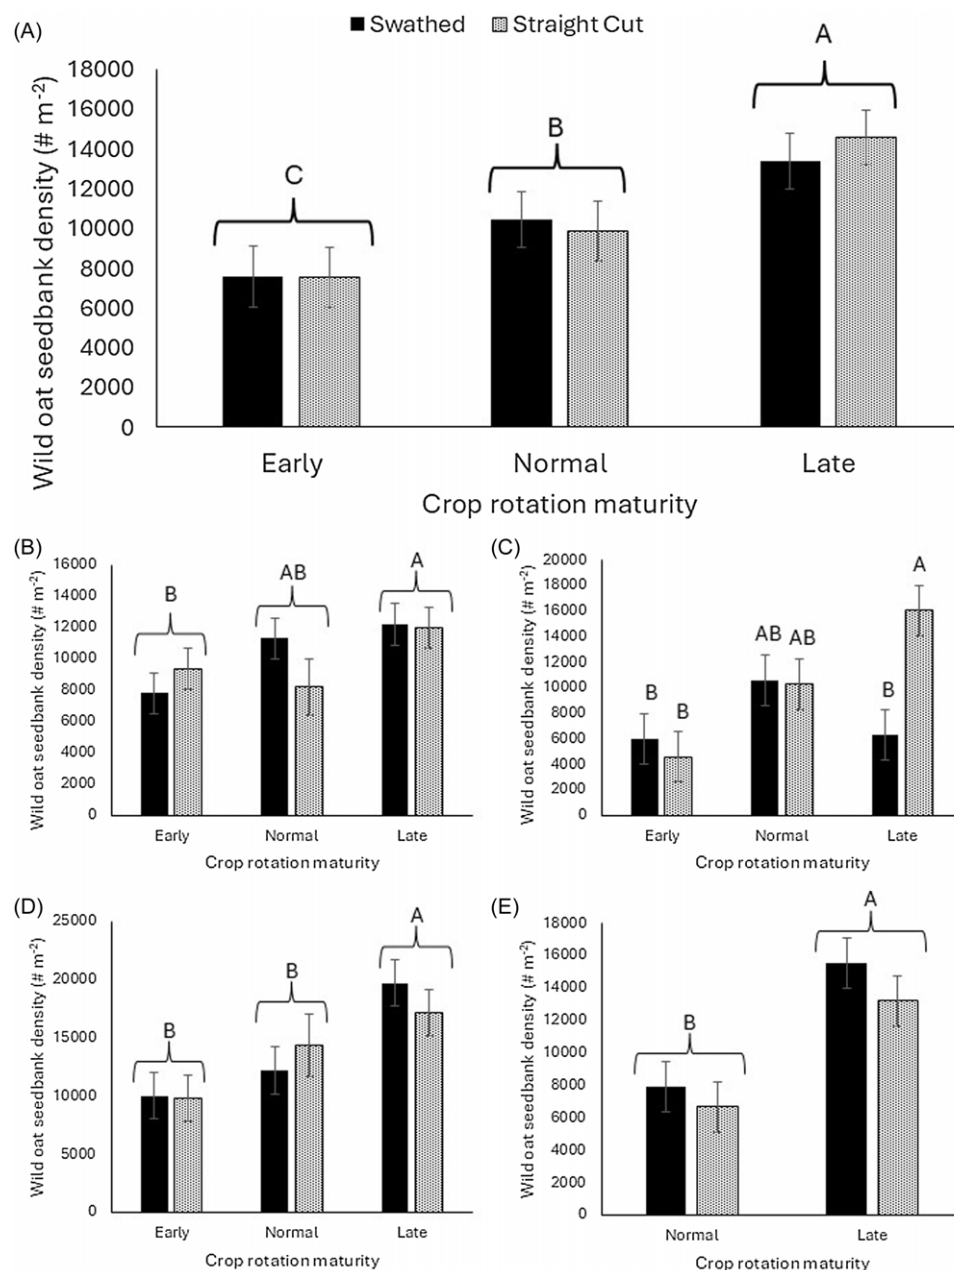 (A)
Swathed Straight Cut
Wild oat seedbank density (# m-2)
18000
16000
14000
12000
10000
8000
6000
4000
2000
0
C
B
A
Early Normal Late
Crop rotation maturity
(B)
Wild oat seedbank density (# m-2)
16000
14000
12000
10000
8000
6000
4000
2000
0
B
AB
A
Early Normal Late
Crop rotation maturity
(C)
Wild oat seedbank density (# m-2)
20000
18000
16000
14000
12000
10000
8000
6000
4000
2000
0
B
B
AB
AB
B
A
Early Normal Late
Crop rotation maturity
(D)
Wild oat seedbank density (# m-2)
25000
20000
15000
10000
5000
0
B
B
A
Early Normal Late
Crop rotation maturity
(E)
Wild oat seedbank density (# m-2)
18000
16000
14000
12000
10000
8000
6000
4000
2000
0
B
A
Normal Late
Crop rotation maturity